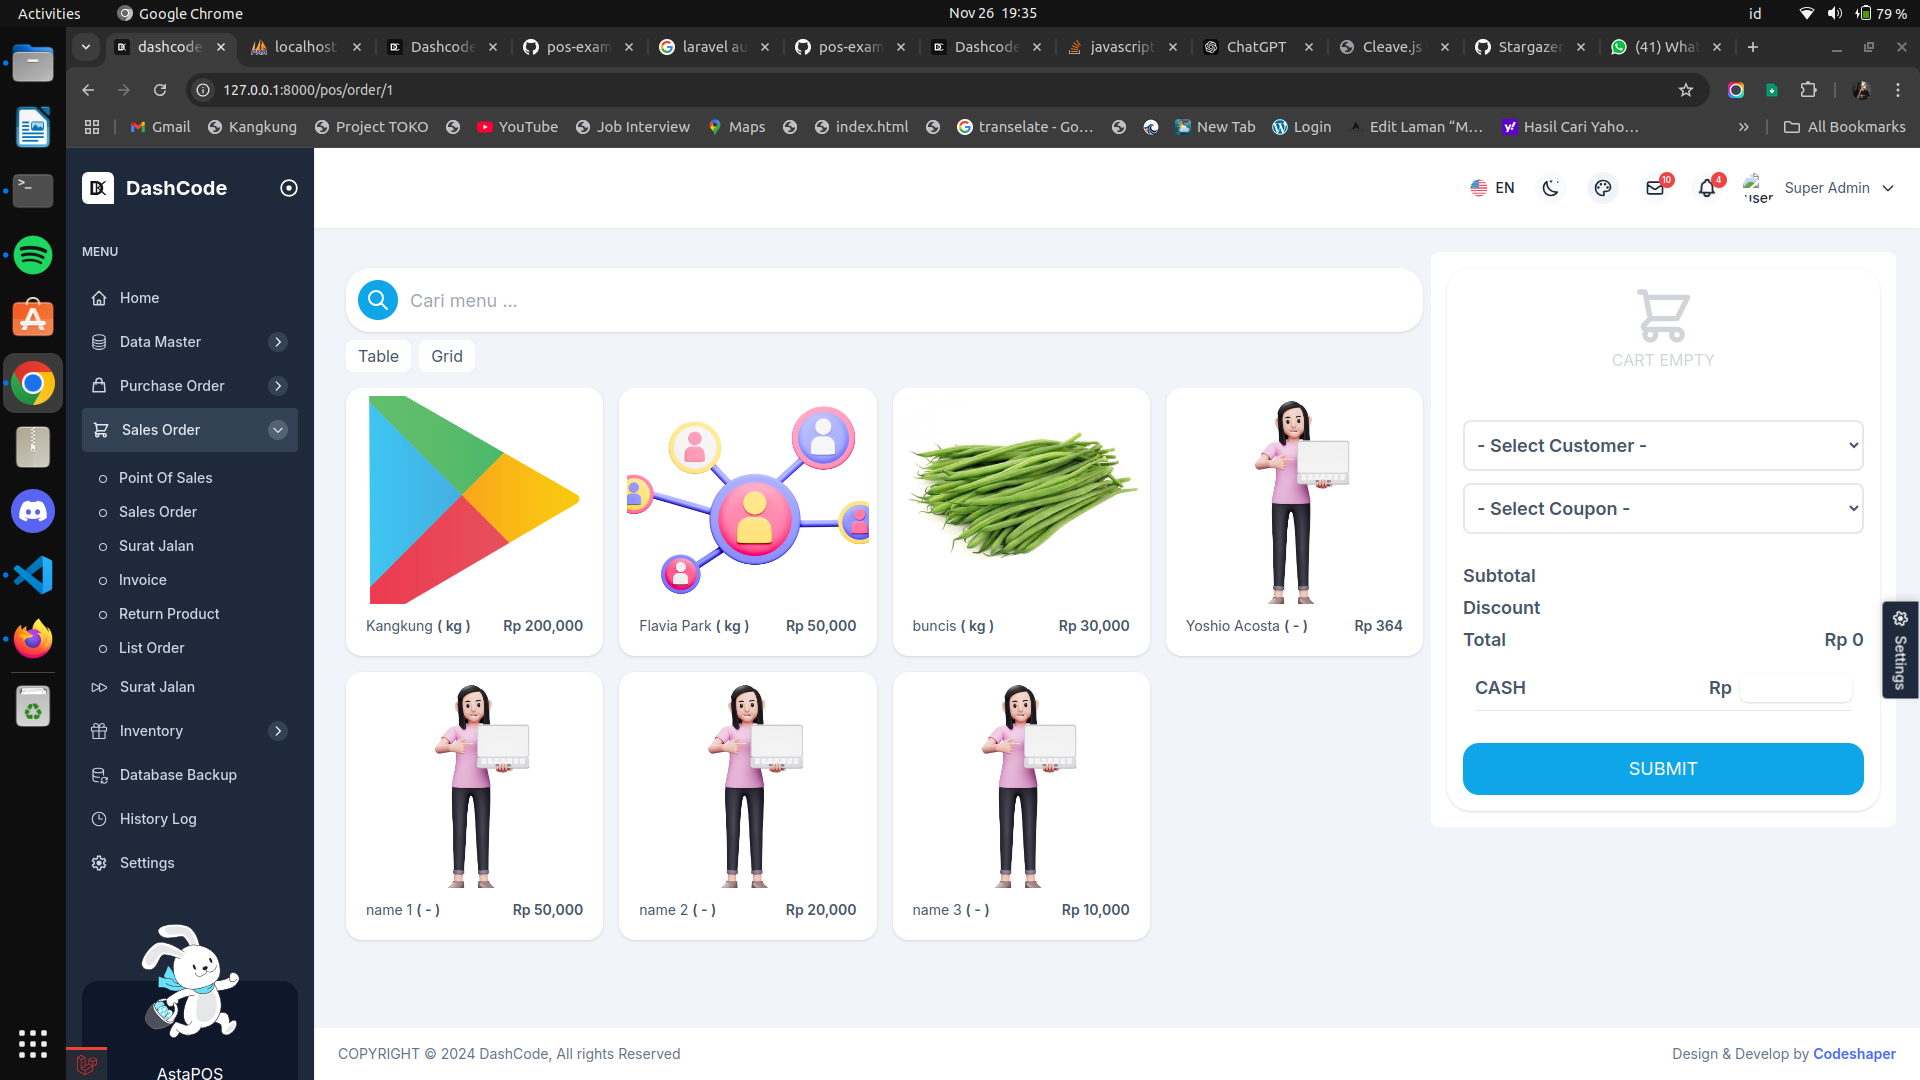 Activities
Google Chrome
Nov 26 19:35
id
79 %
dashcode
localhost
Dashcode
pos-exam
laravel au
pos-exam
Dashcode
javascript
ChatGPT
Cleave.js
Stargazer
(41) What
127.0.0.1:8000/pos/order/1
Gmail
Kangkung
Project TOKO
YouTube
Job Interview
Maps
index.html
transelate - Go...
New Tab
Login
Edit Laman “M...
Hasil Cari Yaho...
All Bookmarks
DashCode
MENU
Home
Data Master
Purchase Order
Sales Order
Point Of Sales
Sales Order
Surat Jalan
Invoice
Return Product
List Order
Surat Jalan
Inventory
Database Backup
History Log
Settings
AstaPOS
EN
10
4
user
Super Admin
Cari menu ...
Table
Grid
Kangkung ( kg )
Rp 200,000
Flavia Park ( kg )
Rp 50,000
buncis ( kg )
Rp 30,000
Yoshio Acosta ( - )
Rp 364
name 1 ( - )
Rp 50,000
name 2 ( - )
Rp 20,000
name 3 ( - )
Rp 10,000
CART EMPTY
- Select Customer -
- Select Coupon -
Subtotal
Discount
Total
Rp 0
CASH
Rp
SUBMIT
Settings
COPYRIGHT © 2024 DashCode, All rights Reserved
Design & Develop by Codeshaper